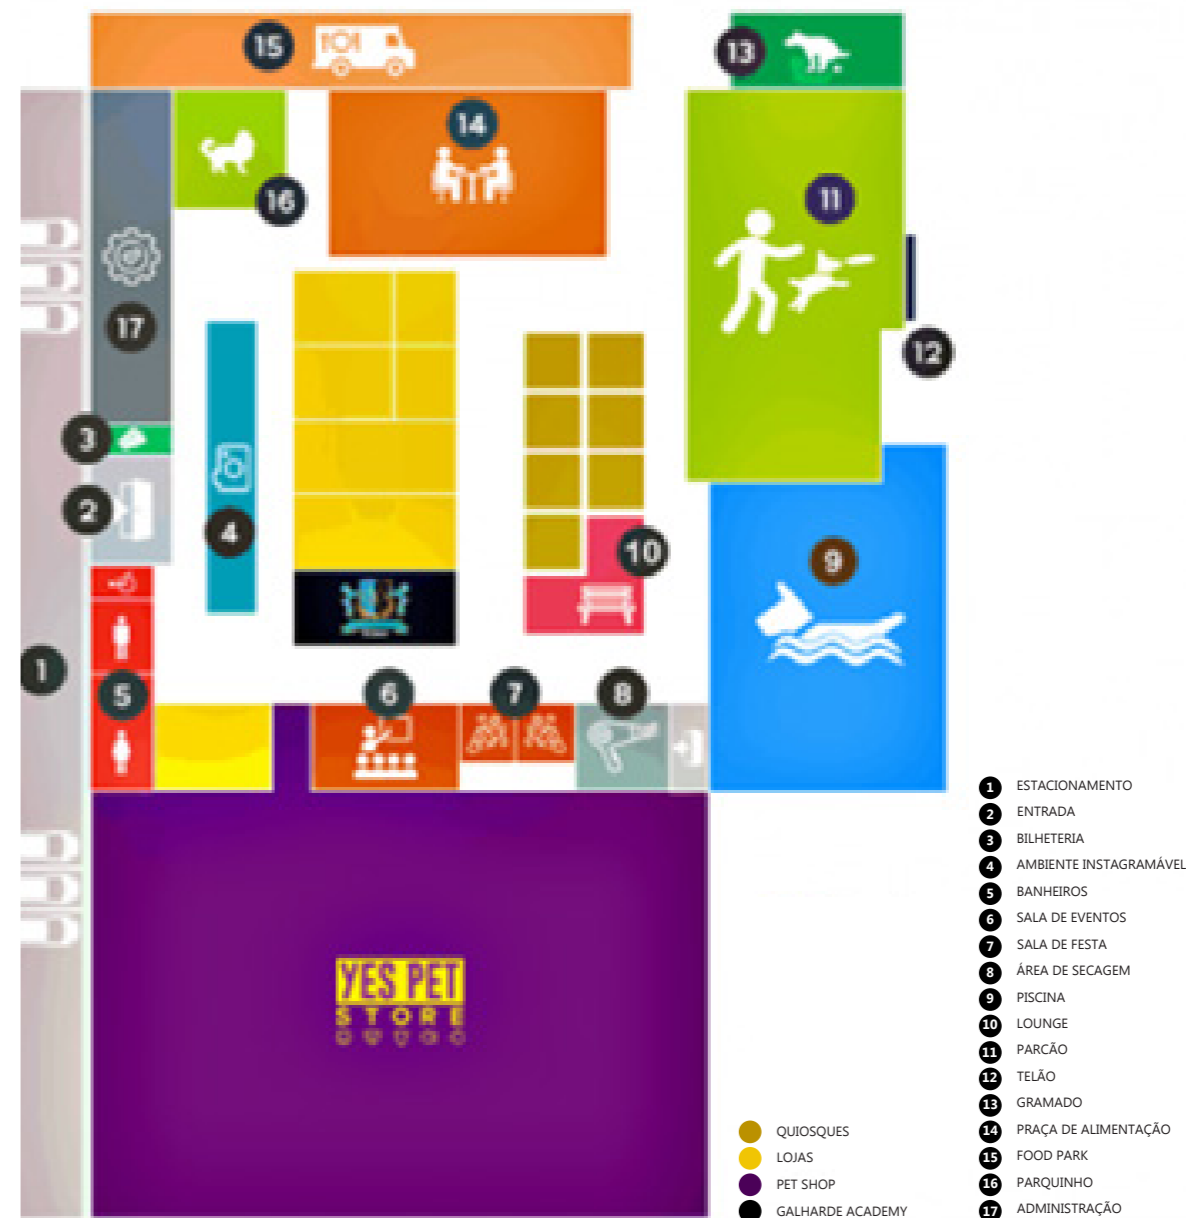 15
13
14
11
16
17
12
3
2
4
10
9
1
5
6
7
8
YES PET
STORE
1 ESTACIONAMENTO
2 ENTRADA
3 BILHETERIA
4 AMBIENTE INSTAGRAMÁVEL
5 BANHEIROS
6 SALA DE EVENTOS
7 SALA DE FESTA
8 ÁREA DE SECAGEM
9 PISCINA
10 LOUNGE
11 PARCÃO
12 TELÃO
13 GRAMADO
14 PRAÇA DE ALIMENTAÇÃO
15 FOOD PARK
16 PARQUINHO
17 ADMINISTRAÇÃO
QUIOSQUES
LOJAS
PET SHOP
GALHARDE ACADEMY